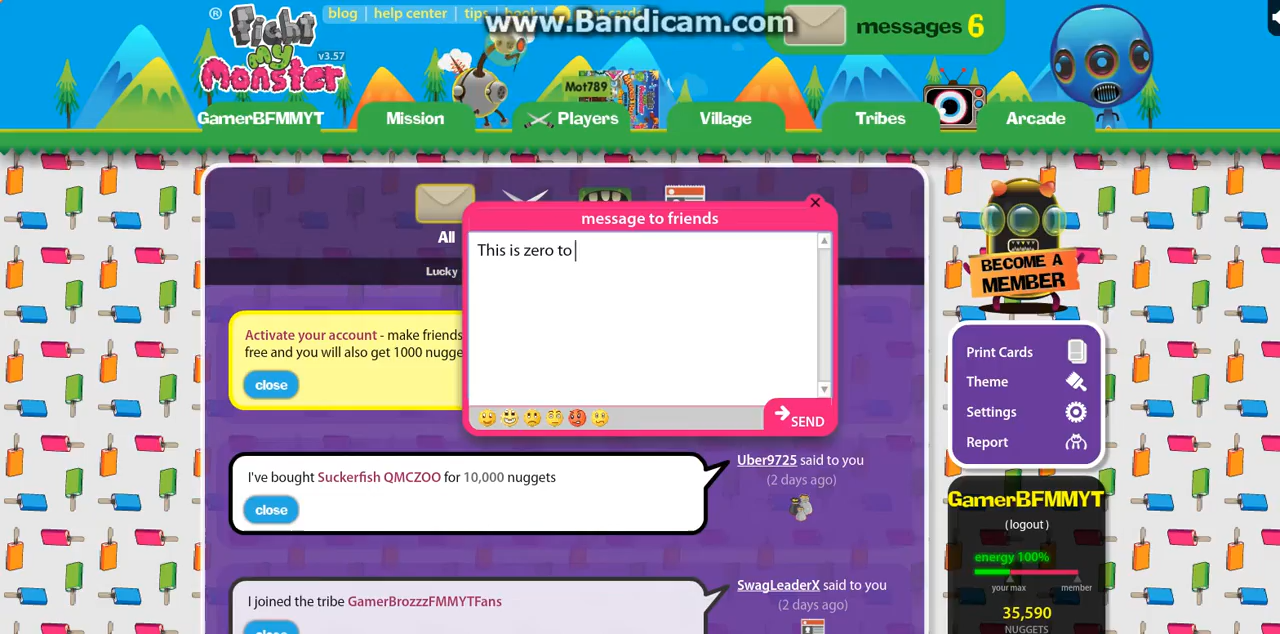 www.Bandicam.com
® Fight My Monster v3.57
blog | help center | tips
messages 6
Mot789
GamerBFMMYT Mission Players Village Tribes Arcade
All
Lucky
message to friends
This is zero to
SEND
Activate your account - make friends
free and you will also get 1000 nugge
close
I've bought Suckerfish QMCZOO for 10,000 nuggets
close
Uber9725 said to you
(2 days ago)
I joined the tribe GamerBrozzzFMMYTFans
SwagLeaderX said to you
(2 days ago)
BECOME A
MEMBER
Print Cards
Theme
Settings
Report
GamerBFMMYT
(logout)
energy 100%
your max member
35,590
NUGGETS